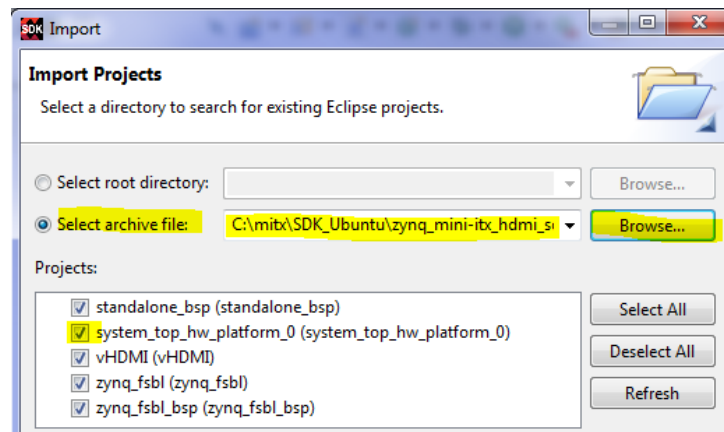 SDK Import
Import Projects
Select a directory to search for existing Eclipse projects.
Select root directory:
Browse...
Select archive file:
C:\mitx\SDK_Ubuntu\zynq_mini-itx_hdmi_s
Browse...
Projects:
standalone_bsp (standalone_bsp)
Select All
system_top_hw_platform_0 (system_top_hw_platform_0)
vHDMI (vHDMI)
Deselect All
zynq_fsbl (zynq_fsbl)
Refresh
zynq_fsbl_bsp (zynq_fsbl_bsp)